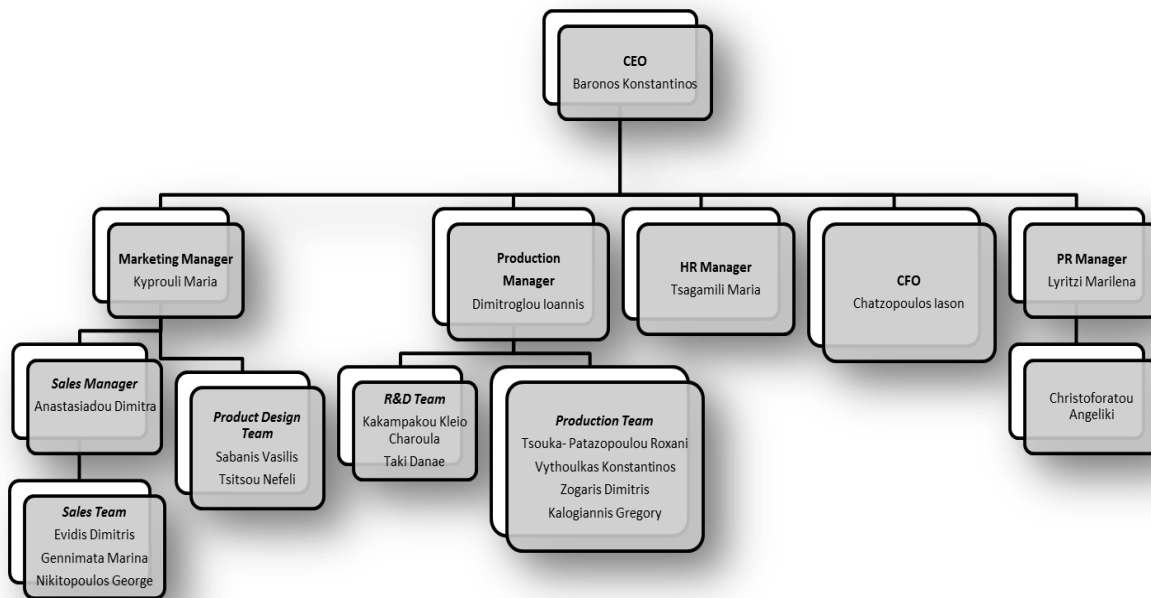 CEO
Baronos Konstantinos
Marketing Manager
Kyprouli Maria
Production
Manager
Dimitroglou Ioannis
HR Manager
Tsagamili Maria
CFO
Chatzopoulos Iason
PR Manager
Lyritzi Marilena
Sales Manager
Anastasiadou Dimitra
Product Design
Team
Sabanis Vasilis
Tsitsou Nefeli
R&D Team
Kakampakou Kleio
Charoula
Taki Danae
Production Team
Tsouka- Patazopoulou Roxani
Vythoulkas Konstantinos
Zogaris Dimitris
Kalogiannis Gregory
Christoforatou
Angeliki
Sales Team
Evidis Dimitris
Gennimata Marina
Nikitopoulos George